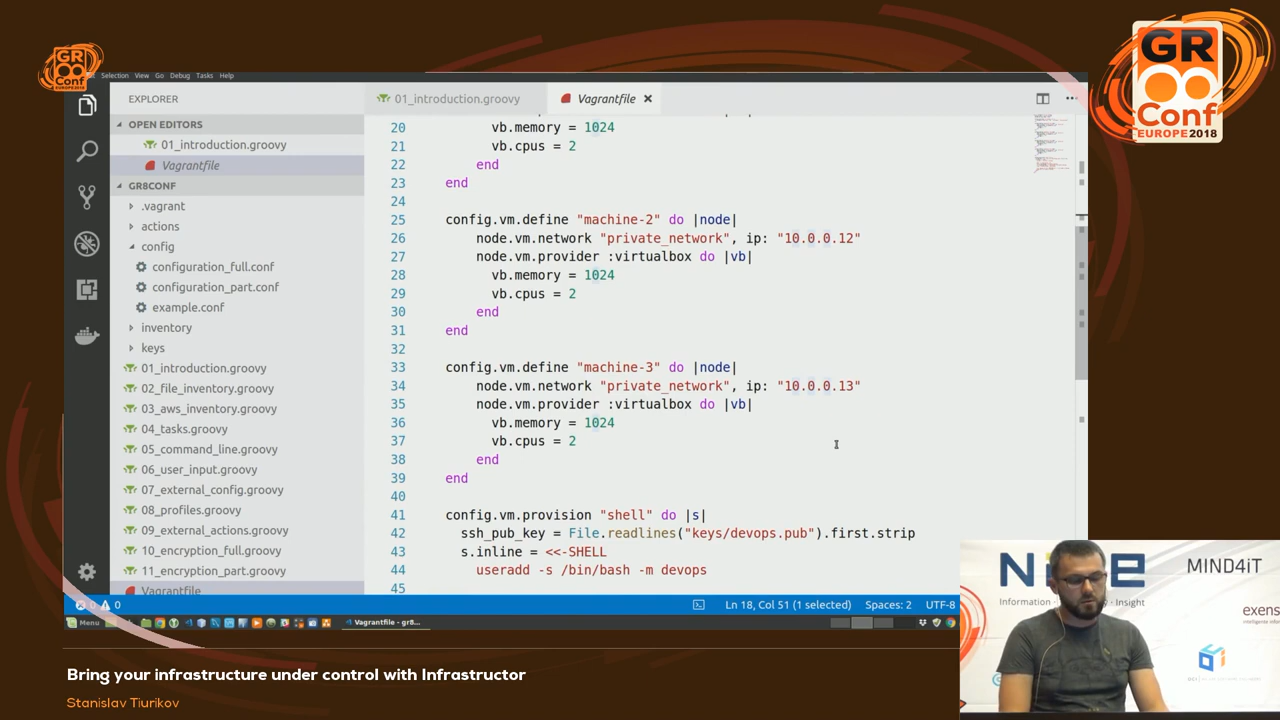 GR
Conf
EUROPE2018
Selection View Go Debug Tasks Help
GR
Conf
EUROPE2018
EXPLORER
01_introduction.groovy
Vagrantfile
OPEN EDITORS
01_introduction.groovy
Vagrantfile
GR8CONF
.vagrant
actions
config
configuration_full.conf
configuration_part.conf
example.conf
inventory
keys
01_introduction.groovy
02_file_inventory.groovy
03_aws_inventory.groovy
04_tasks.groovy
05_command_line.groovy
06_user_input.groovy
07_external_config.groovy
08_profiles.groovy
09_external_actions.groovy
10_encryption_full.groovy
11_encryption_part.groovy
Vagrantfile
20 vb.memory = 1024
21 vb.cpus = 2
22 end
23 end
24
25 config.vm.define "machine-2" do |node|
26 node.vm.network "private_network", ip: "10.0.0.12"
27 node.vm.provider :virtualbox do |vb|
28 vb.memory = 1024
29 vb.cpus = 2
30 end
31 end
32
33 config.vm.define "machine-3" do |node|
34 node.vm.network "private_network", ip: "10.0.0.13"
35 node.vm.provider :virtualbox do |vb|
36 vb.memory = 1024
37 vb.cpus = 2
38 end
39 end
40
41 config.vm.provision "shell" do |s|
42 ssh_pub_key = File.readlines("keys/devops.pub").first.strip
43 s.inline = <<-SHELL
44 useradd -s /bin/bash -m devops
45
0 0 Ln 18, Col 51 (1 selected) Spaces: 2 UTF-8
Menu Vagrantfile - gr8...
MIND4iT
Information
Insight
exens
Bring your infrastructure under control with Infrastructor
Stanislav Tiurikov